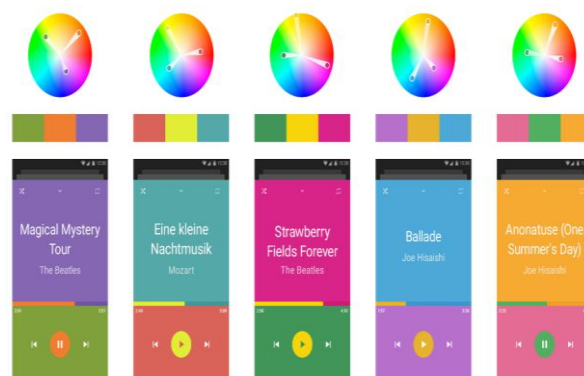 Magical Mystery
Tour
The Beatles
Eine kleine
Nachtmusik
Mozart
Strawberry
Fields Forever
The Beatles
Ballade
Joe Hisaishi
Anonatuse (One
Summer's Day)
Joe Hisaishi